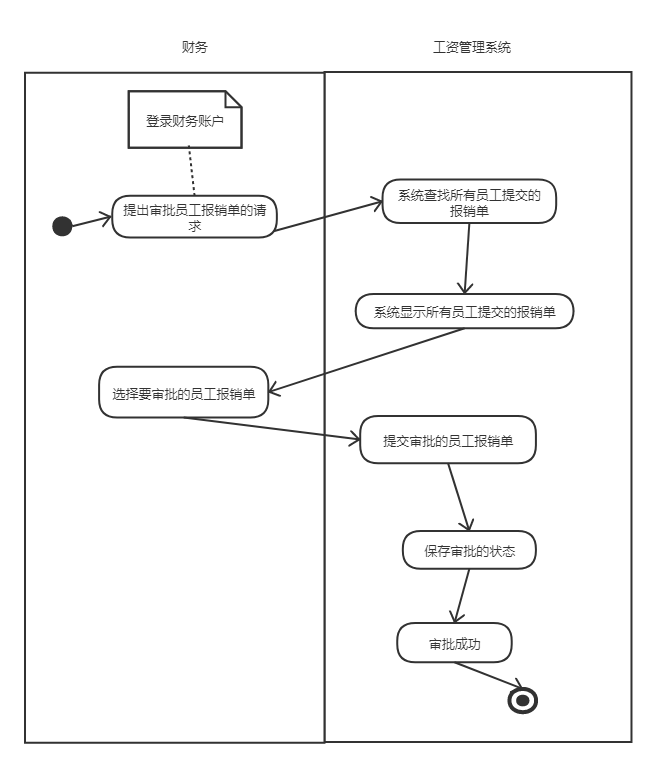 财务
工资管理系统
登录财务账户
提出审批员工报销单的请
求
系统查找所有员工提交的
报销单
系统显示所有员工提交的报销单
选择要审批的员工报销单
提交审批的员工报销单
保存审批的状态
审批成功